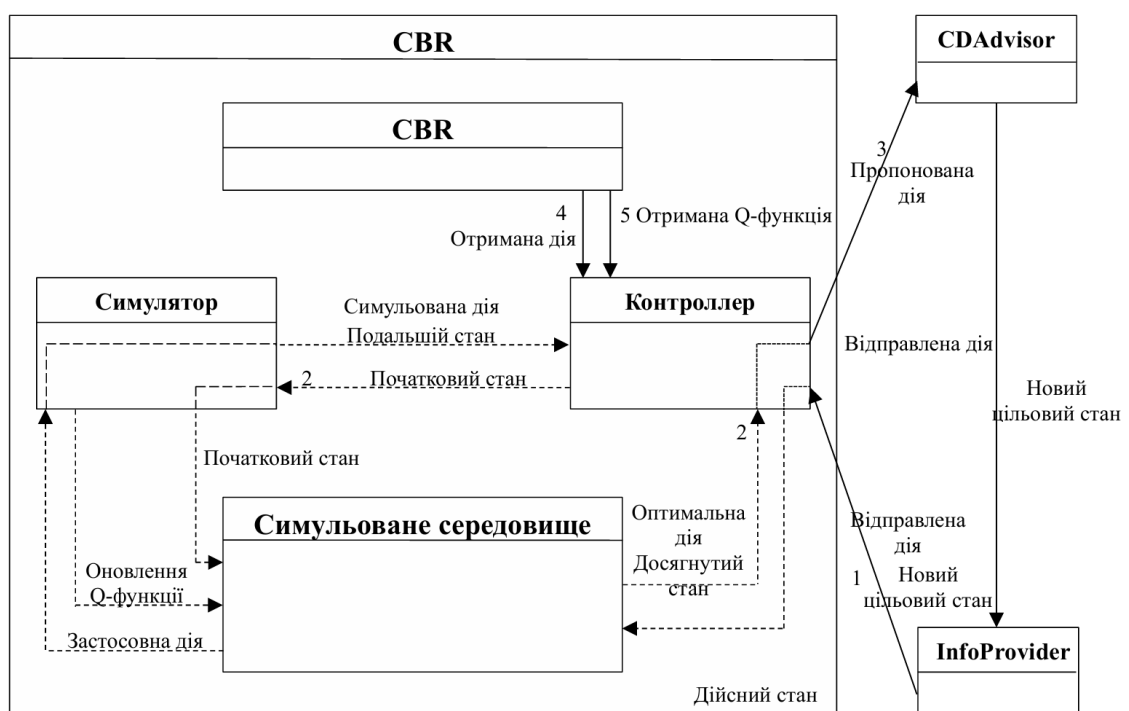 CBR
CDAdvisor
CBR
3
Пропонована
дія
4
Отримана дія
5 Отримана Q-функція
Симулятор
Симульована дія
Подальшій стан
Контроллер
Відправлена дія
2
Початковий стан
Новий
цільовий стан
2
Початковий стан
Симульоване середовище
Оптимальна
дія
Досягнутий
стан
Відправлена
дія
1
Новий
цільовий стан
Оновлення
Q-функції
Застосовна дія
InfoProvider
Дійсний стан